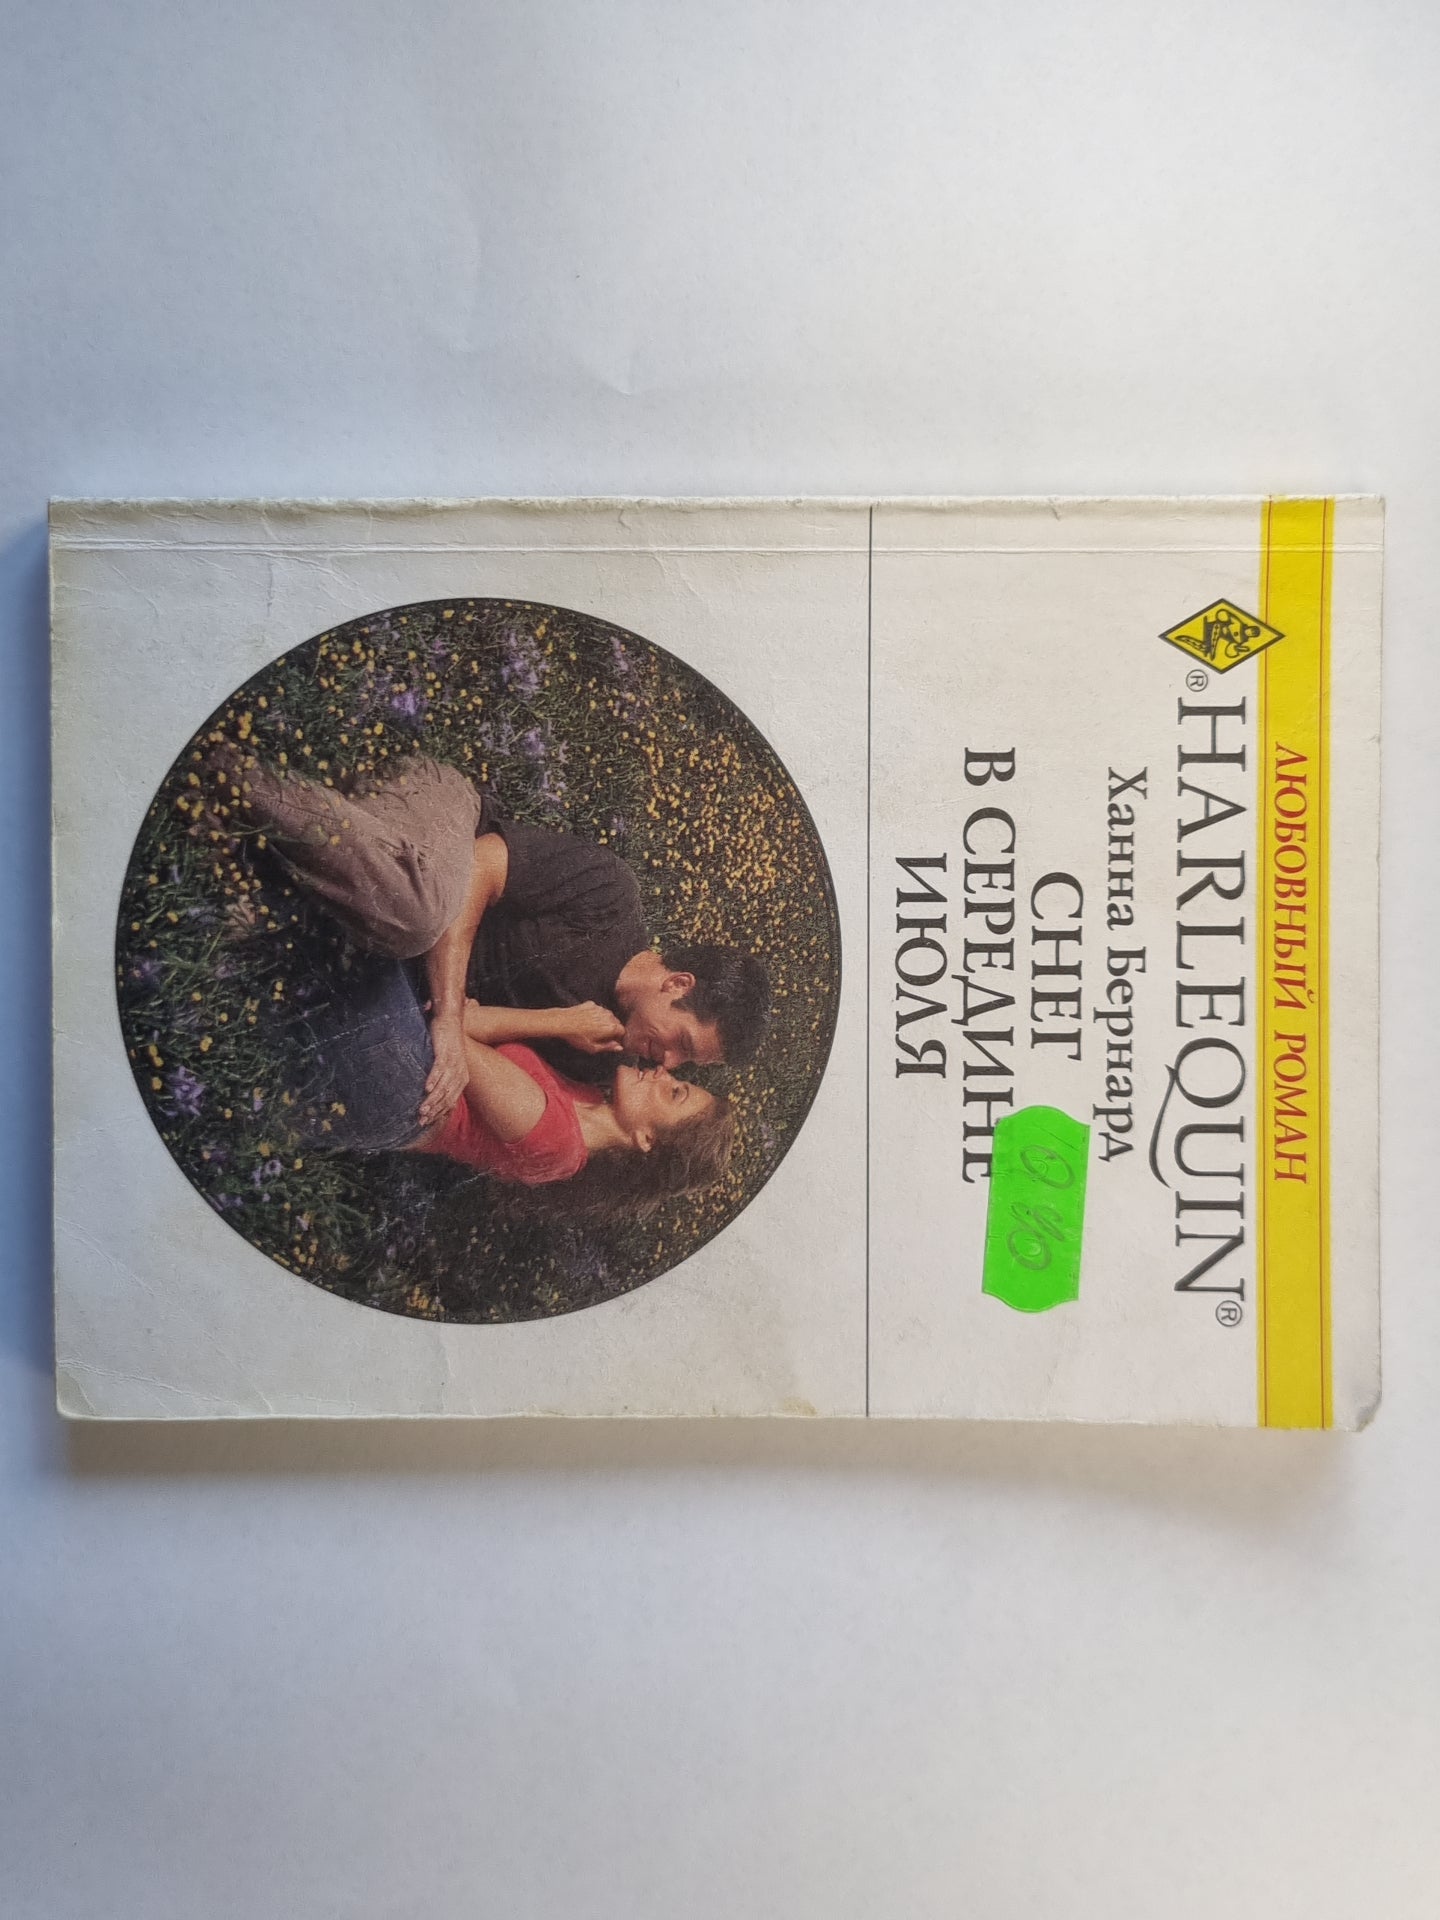 ЛЮБОВНЫЙ РОМАН
® HARLEQUIN®
Ханна Бернард
СНЕГ
В СЕРЕДИНЕ
ИЮЛЯ